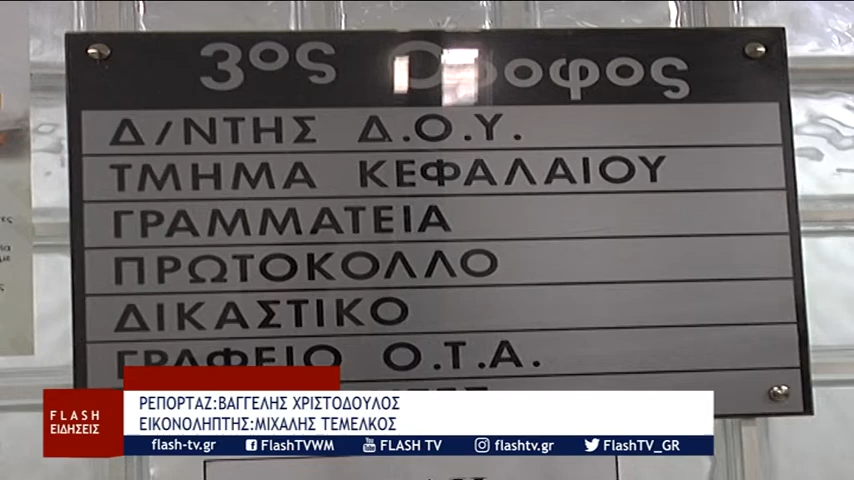 3ος Όροφος
Δ/ΝΤΗΣ Δ.Ο.Υ.
ΤΜΗΜΑ ΚΕΦΑΛΑΙΟΥ
ΓΡΑΜΜΑΤΕΙΑ
ΠΡΩΤΟΚΟΛΛΟ
ΔΙΚΑΣΤΙΚΟ
ΓΡΑΦΕΙΟ Ο.Τ.Α.
FLASH
ΕΙΔΗΣΕΙΣ
ΡΕΠΟΡΤΑΖ:ΒΑΓΓΕΛΗΣ ΧΡΙΣΤΟΔΟΥΛΟΣ
ΕΙΚΟΝΟΛΗΠΤΗΣ:ΜΙΧΑΛΗΣ ΤΕΜΕΛΚΟΣ
flash-tv.gr FlashTVWM FLASH TV flashtv.gr FlashTV_GR